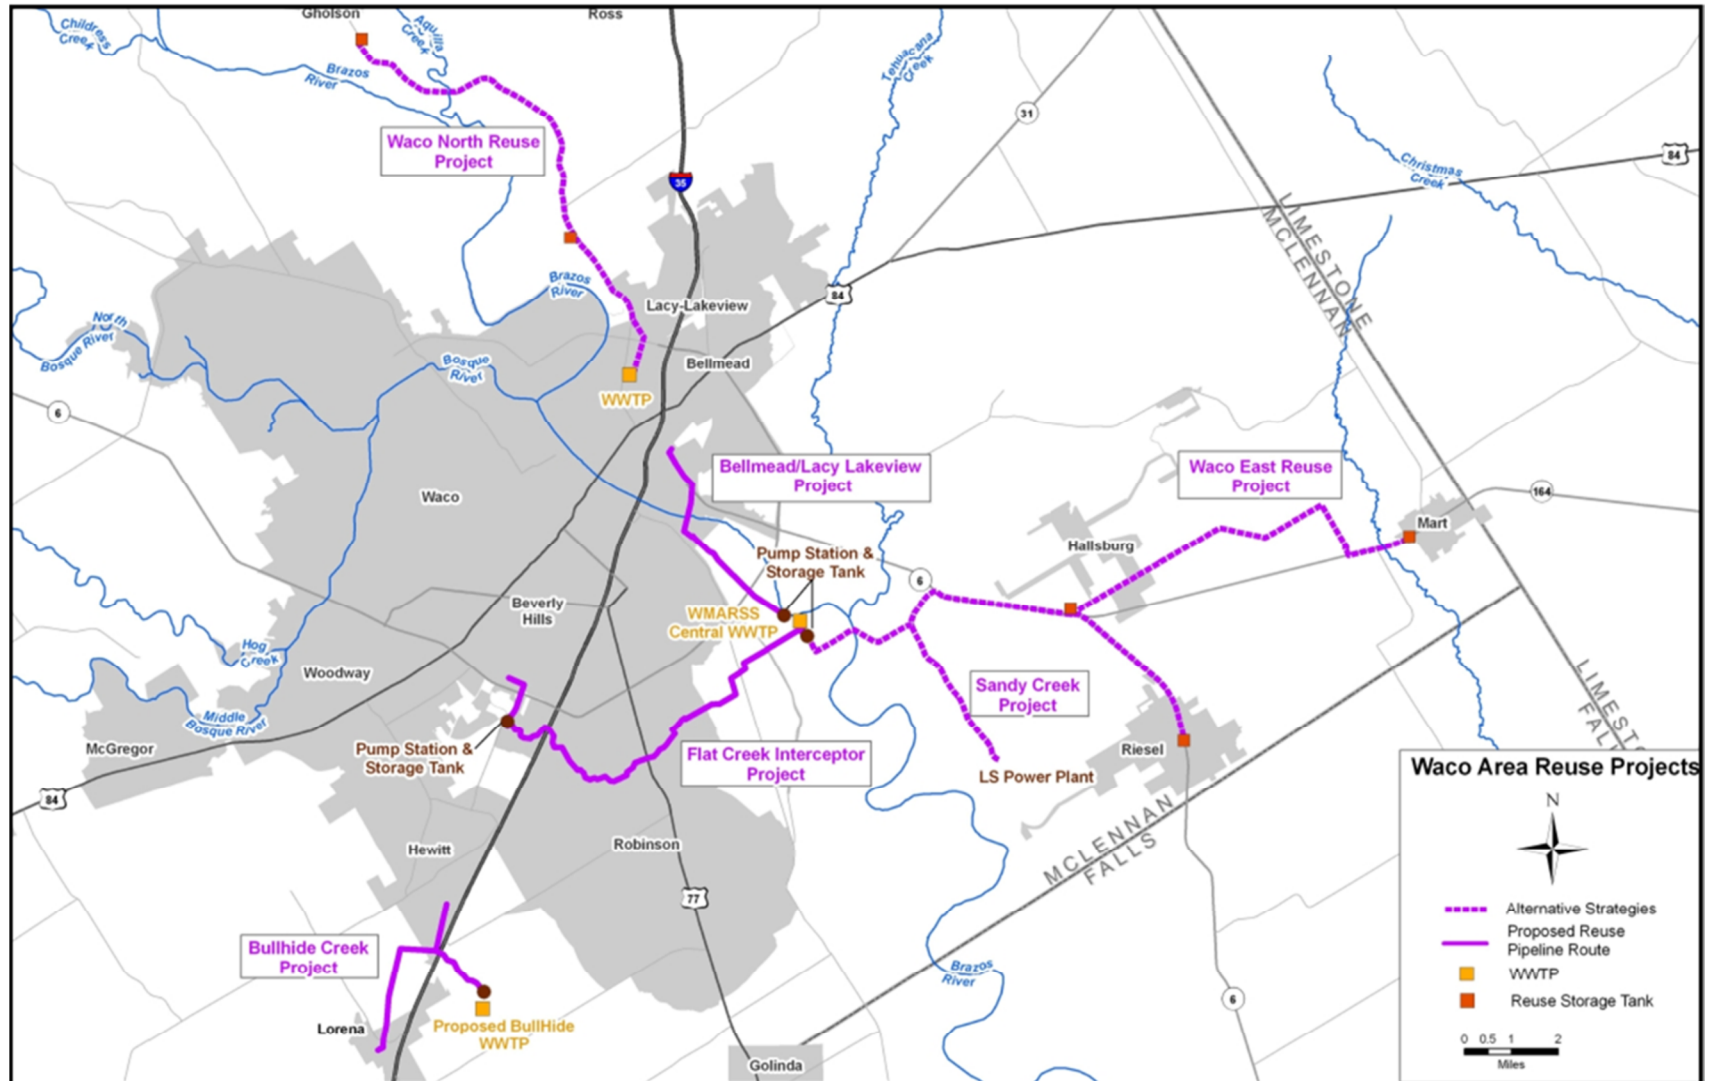 Gholson
Ross
Childress
Creek
Aquilla
Creek
Brazos
River
Tehuacana
Creek
31
84
Christmas
Creek
Waco North Reuse
Project
35
LIMESTONE
MCLENNAN
Brazos
River
Lacy-Lakeview
84
North
Bosque River
Bosque
River
Bellmead
WWTP
6
Bellmead/Lacy Lakeview
Project
Waco East Reuse
Project
Waco
164
Mart
Hallsburg
Pump Station &
Storage Tank
6
Beverly
Hills
WMARSS
Central WWTP
Hog
Creek
Woodway
Sandy Creek
Project
LIMESTO
FALL
Middle
Bosque River
McGregor
Pump Station &
Storage Tank
Flat Creek Interceptor
Project
Riesel
LS Power Plant
84
MCLENNAN
FALLS
Hewitt
Robinson
77
Bullhide Creek
Project
Brazos
River
6
Lorena
Proposed BullHide
WWTP
Golinda
Waco Area Reuse Projects
N
Alternative Strategies
Proposed Reuse
Pipeline Route
WWTP
Reuse Storage Tank
0 0.5 1 2
Miles